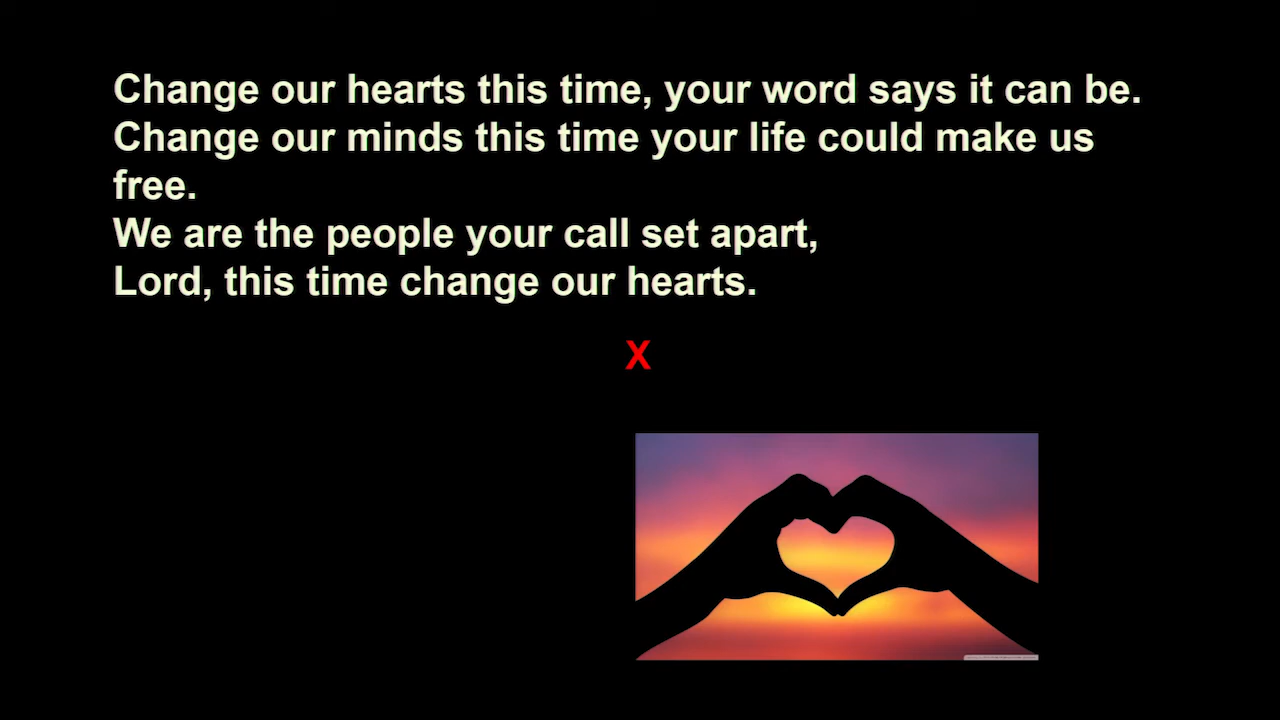 Change our hearts this time, your word says it can be.
Change our minds this time your life could make us
free.
We are the people your call set apart,
Lord, this time change our hearts.
X